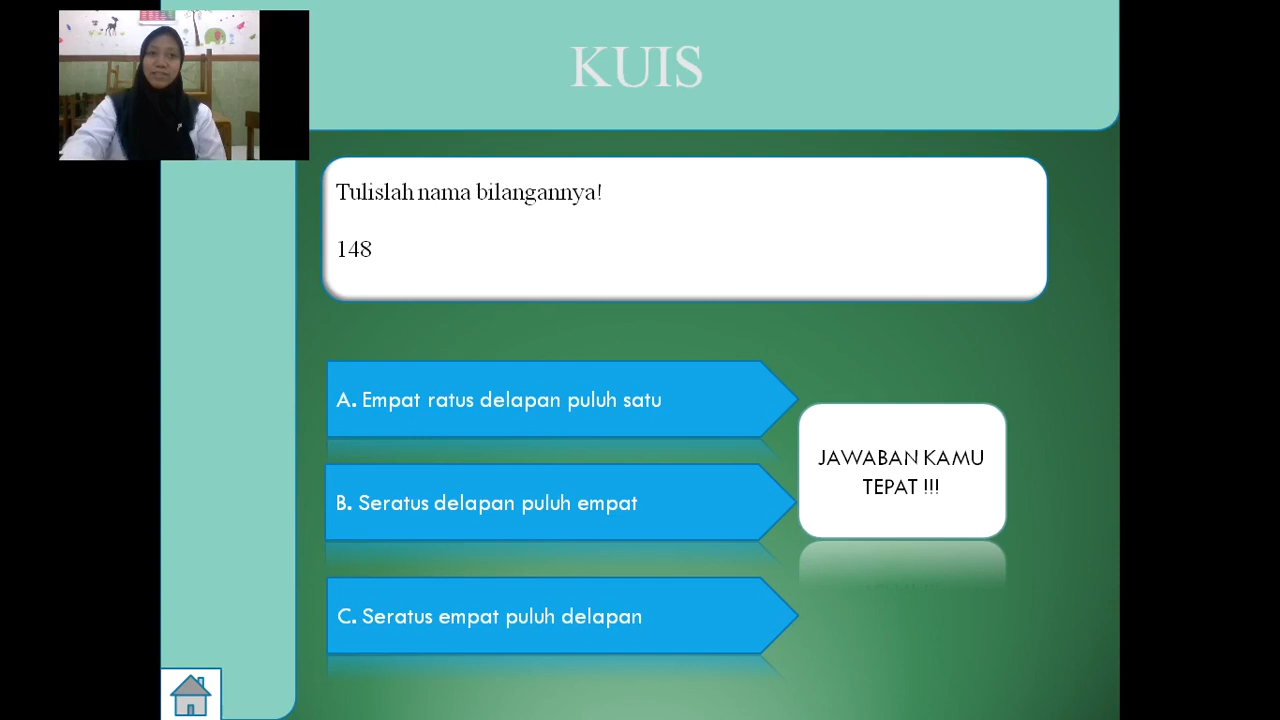 KUIS
Tulislah nama bilangannya!
148
A. Empat ratus delapan puluh satu
B. Seratus delapan puluh empat
C. Seratus empat puluh delapan
JAWABAN KAMU
TEPAT !!!